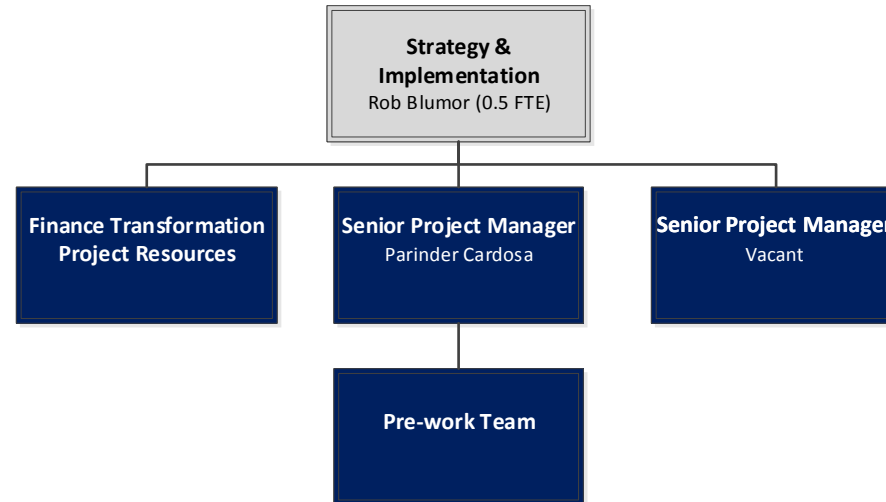 Strategy &
Implementation
Rob Blumor (0.5 FTE)
Finance Transformation
Project Resources
Senior Project Manager
Parinder Cardosa
Senior Project Manager
Vacant
Pre-work Team